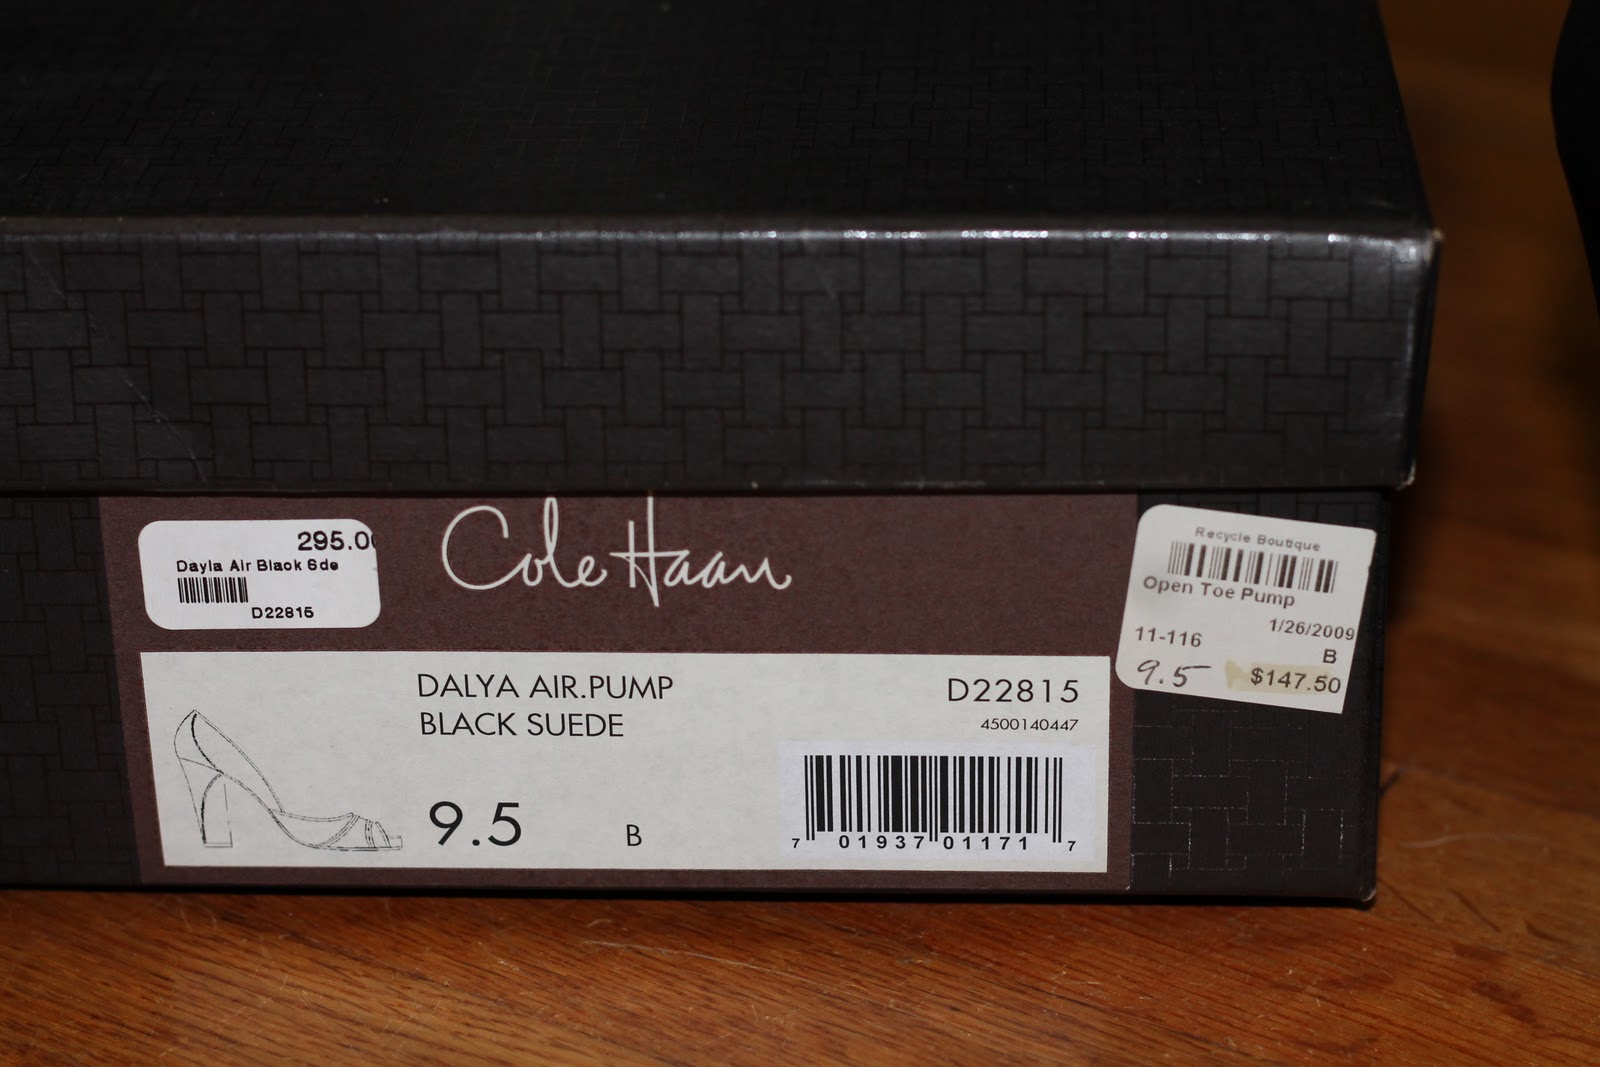 295.00
Dayla Air Black Sde
D22815
Cole Haan
Recycle Boutique
Open Toe Pump
1/26/2009
11-116
B
9.5
$147.50
DALYA AIR.PUMP
BLACK SUEDE
9.5 B
D22815
4500140447
7 01937 01171 7